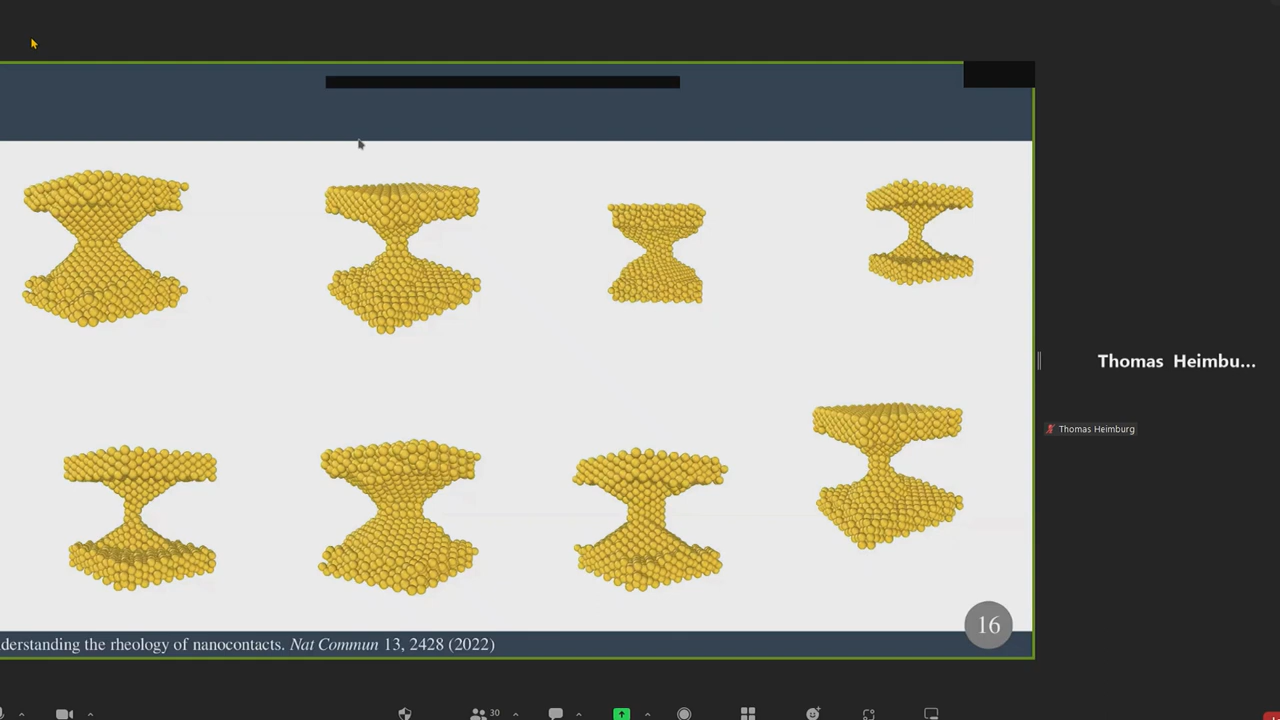 Thomas Heimbu...
Thomas Heimburg
16
derstanding the rheology of nanocontacts. Nat Commun 13, 2428 (2022)
30